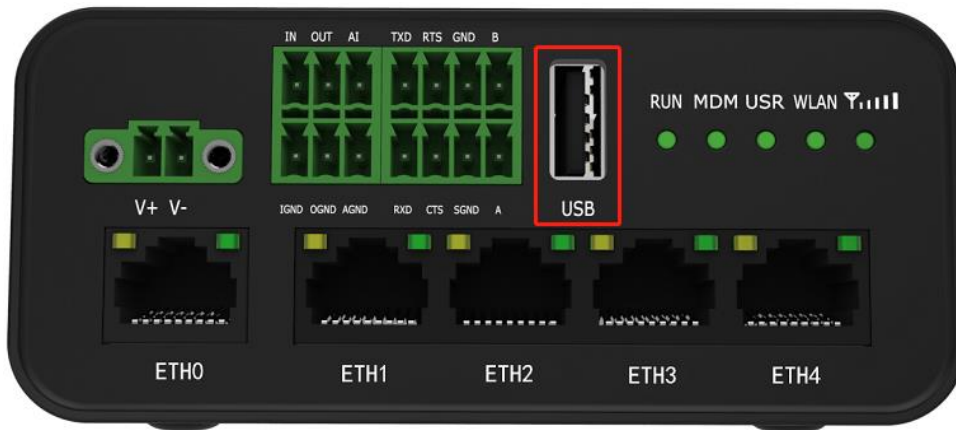 IN OUT AI TXD RTS GND B
RUN MDM USR WLAN
V+ V-
IGND OGND AGND RXD CTS SGND A
USB
ETH0 ETH1 ETH2 ETH3 ETH4